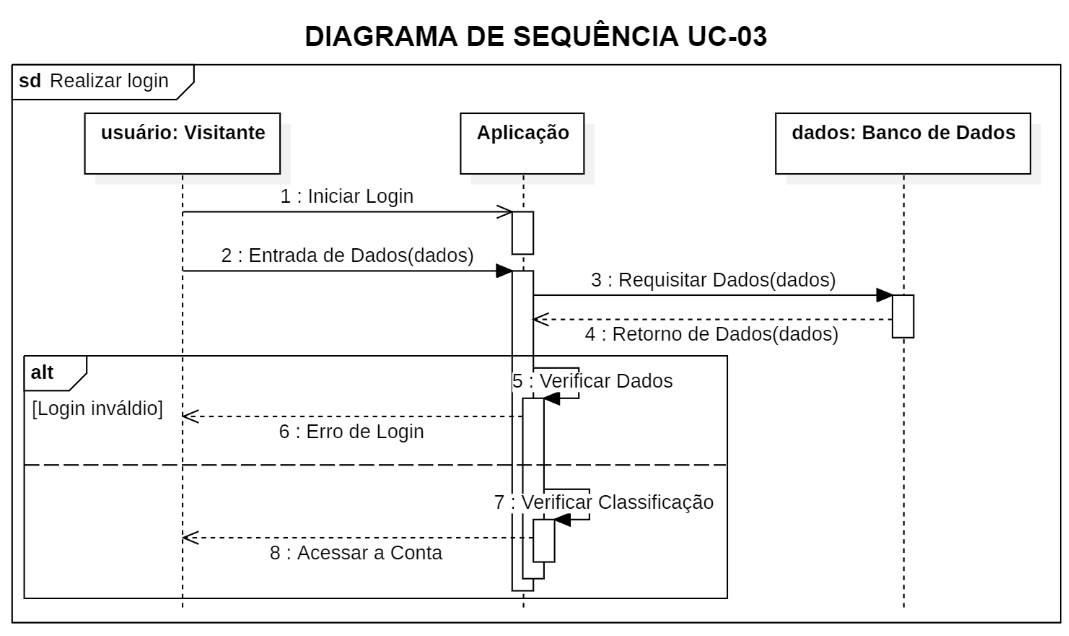 DIAGRAMA DE SEQUÊNCIA UC-03
sd Realizar login
usuário: Visitante
Aplicação
dados: Banco de Dados
1 : Iniciar Login
2 : Entrada de Dados(dados)
3 : Requisitar Dados(dados)
4 : Retorno de Dados(dados)
alt
5 : Verificar Dados
[Login inváldio]
6 : Erro de Login
7 : Verificar Classificação
8 : Acessar a Conta